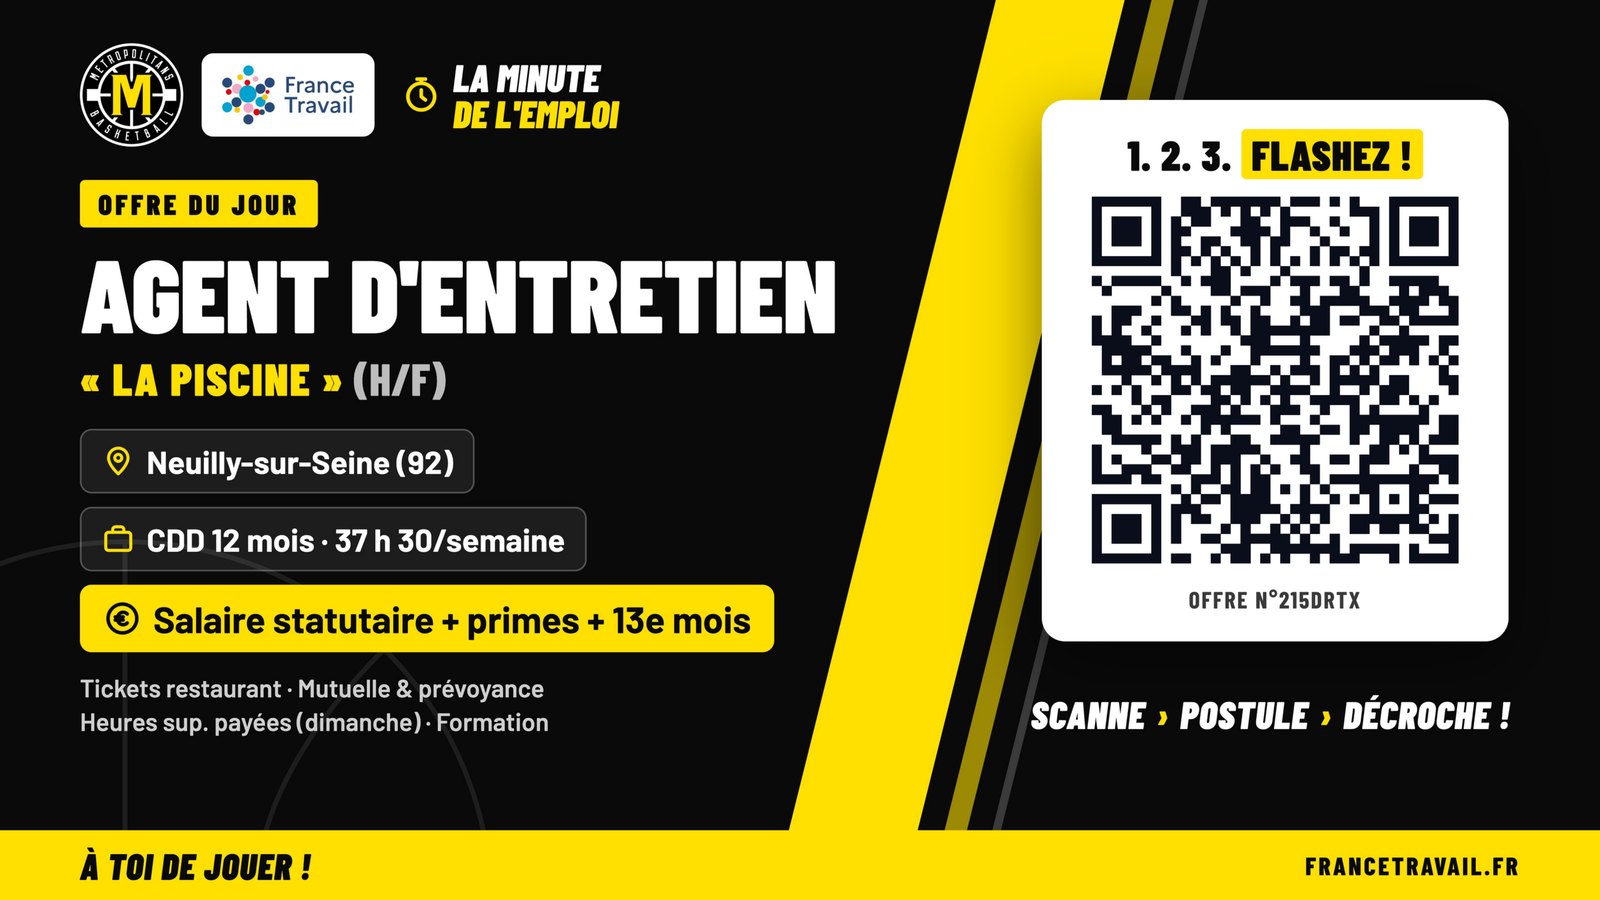 METROPOLITANS
M
BASKETBALL
France
Travail
LA MINUTE
DE L'EMPLOI
OFFRE DU JOUR
AGENT D'ENTRETIEN
« LA PISCINE » (H/F)
Neuilly-sur-Seine (92)
CDD 12 mois · 37 h 30/semaine
€ Salaire statutaire + primes + 13e mois
Tickets restaurant · Mutuelle & prévoyance
Heures sup. payées (dimanche) · Formation
1. 2. 3. FLASHEZ !
OFFRE N°215DRTX
SCANNE › POSTULE › DÉCROCHE !
À TOI DE JOUER !
FRANCETRAVAIL.FR